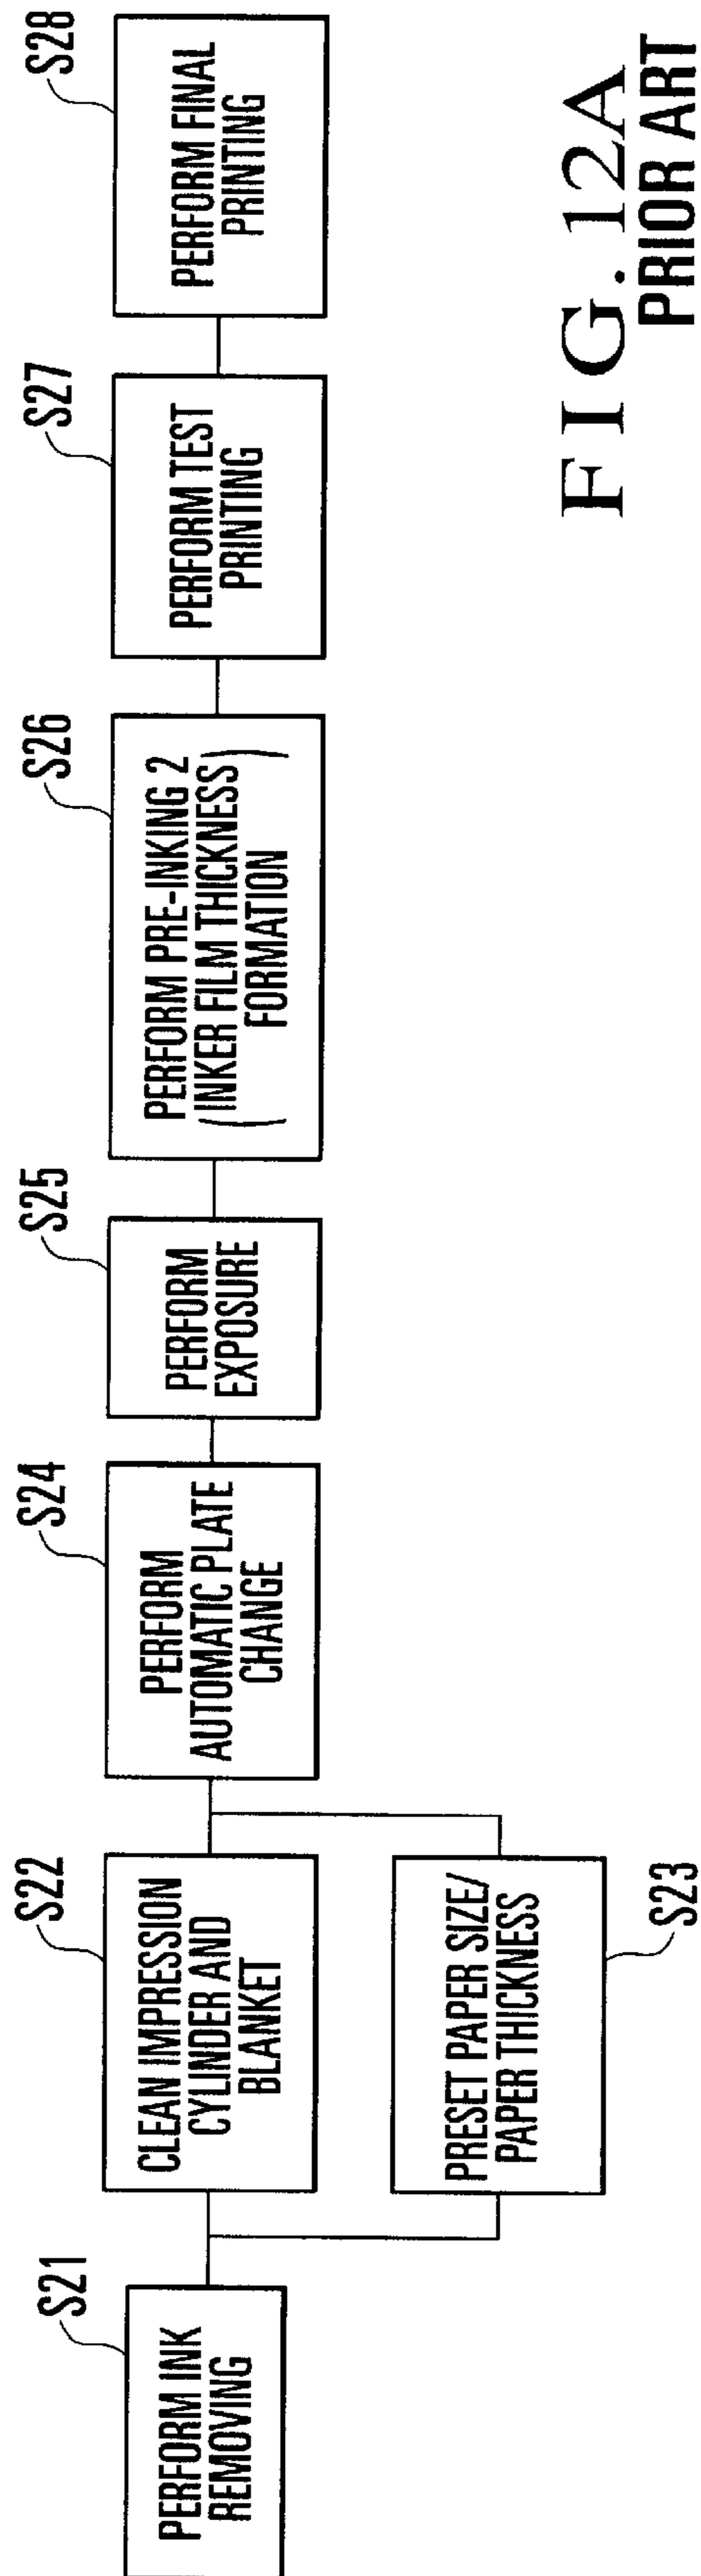 S21
PERFORM INK
REMOVING
S22
CLEAN IMPRESSION
CYLINDER AND
BLANKET
PRESET PAPER SIZE/
PAPER THICKNESS
S23
S24
PERFORM
AUTOMATIC PLATE
CHANGE
S25
PERFORM
EXPOSURE
S26
PERFORM PRE-INKING 2
(INKER FILM THICKNESS)
FORMATION
S27
PERFORM TEST
PRINTING
S28
PERFORM FINAL
PRINTING
FIG. 12A
PRIOR ART